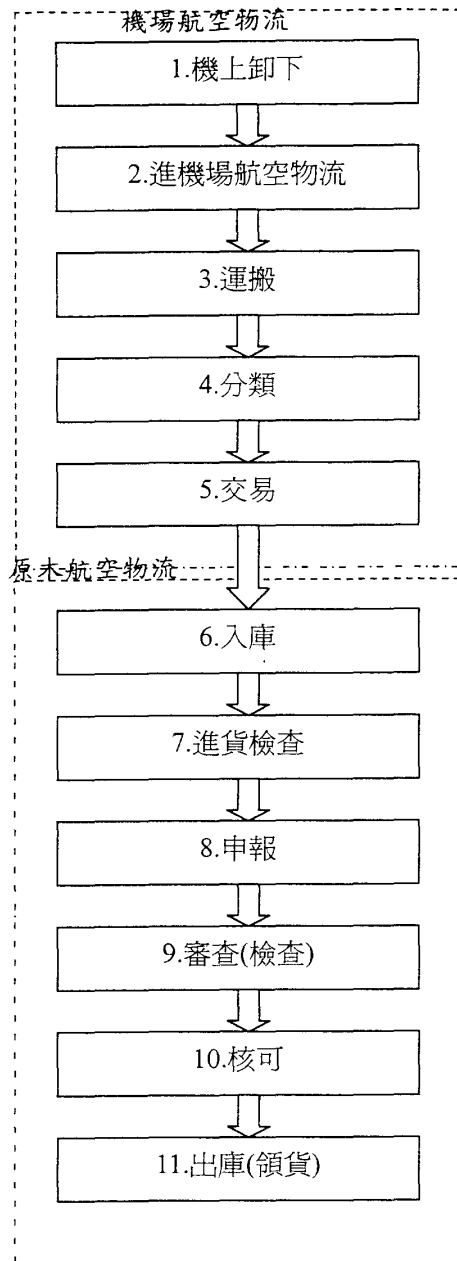 機場航空物流
1.機上卸下
2.進機場航空物流
3.運搬
4.分類
5.交易
原木航空物流
6.入庫
7.進貨檢查
8.申報
9.審查(檢查)
10.核可
11.出庫(領貨)